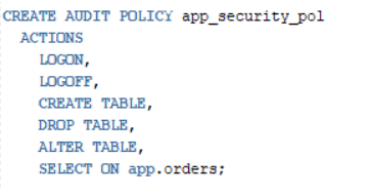 CREATE AUDIT POLICY app_security_pol
ACTIONS
LOGON,
LOGOFF,
CREATE TABLE,
DROP TABLE,
ALTER TABLE,
SELECT ON app.orders;